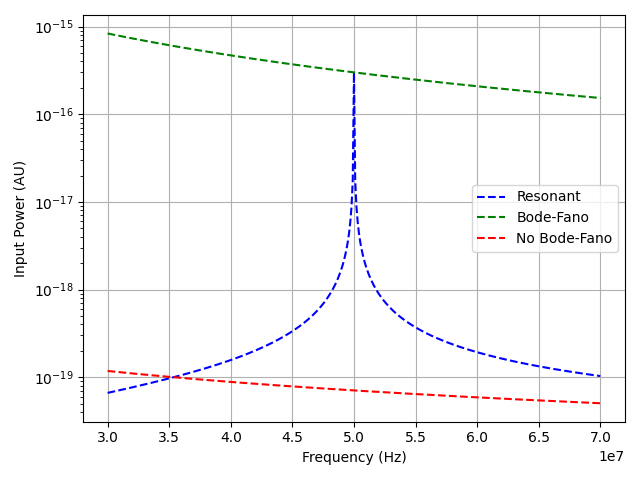 10⁻¹⁵
10⁻¹⁶
10⁻¹⁷
10⁻¹⁸
10⁻¹⁹
Input Power (AU)
Resonant
Bode-Fano
No Bode-Fano
3.0 3.5 4.0 4.5 5.0 5.5 6.0 6.5 7.0
1e7
Frequency (Hz)